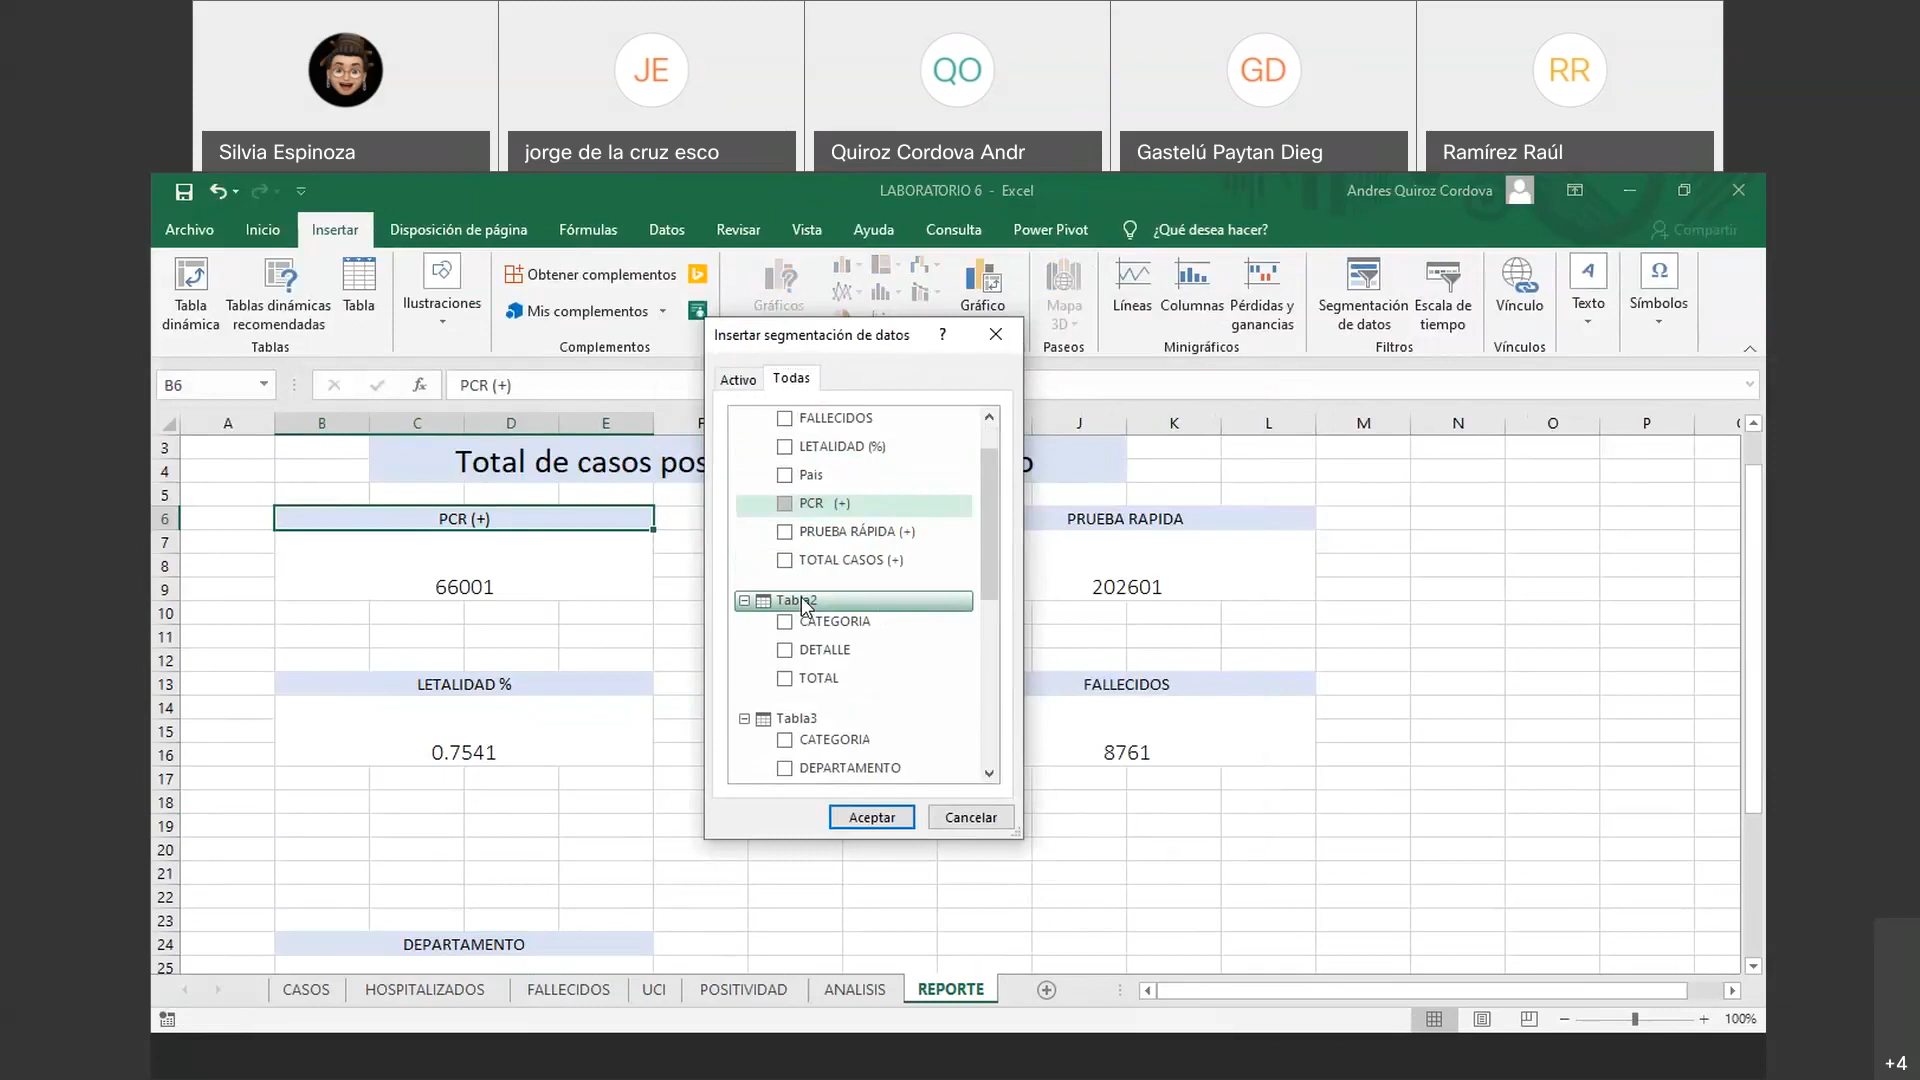 JE
QO
GD
RR
Silvia Espinoza
jorge de la cruz esco
Quiroz Cordova Andr
Gastelú Paytan Dieg
Ramírez Raúl
LABORATORIO 6 - Excel
Andres Quiroz Cordova
Archivo
Inicio
Insertar
Disposición de página
Fórmulas
Datos
Revisar
Vista
Ayuda
Consulta
Power Pivot
¿Qué desea hacer?
Compartir
Tabla
dinámica
Tablas dinámicas
recomendadas
Tabla
Tablas
Ilustraciones
Obtener complementos
Mis complementos
Complementos
Gráficos
Gráfico
Mapa
3D
Paseos
Líneas
Columnas
Pérdidas y
ganancias
Minigráficos
Segmentación
de datos
Escala de
tiempo
Filtros
Vínculo
Vínculos
Texto
Símbolos
B6
fx
PCR (+)
Insertar segmentación de datos
?
Activo
Todas
FALLECIDOS
LETALIDAD (%)
Pais
PCR (+)
PRUEBA RÁPIDA (+)
TOTAL CASOS (+)
Tabla2
CATEGORIA
DETALLE
TOTAL
Tabla3
CATEGORIA
DEPARTAMENTO
Aceptar
Cancelar
A B C D E F J K L M N O P
3
4
5
6
7
8
9
10
11
12
13
14
15
16
17
18
19
20
21
22
23
24
25
Total de casos pos
o
PCR (+)
PRUEBA RAPIDA
66001
202601
LETALIDAD %
FALLECIDOS
0.7541
8761
DEPARTAMENTO
CASOS
HOSPITALIZADOS
FALLECIDOS
UCI
POSITIVIDAD
ANALISIS
REPORTE
100%
+4